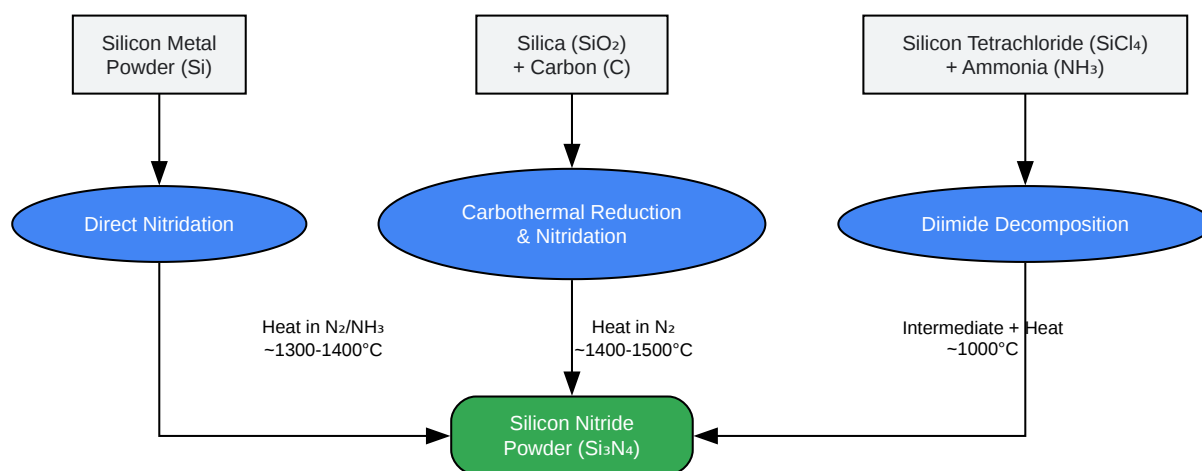 Silicon Metal
Powder (Si)
Silica (SiO₂)
+ Carbon (C)
Silicon Tetrachloride (SiCl₄)
+ Ammonia (NH₃)
Direct Nitridation
Carbothermal Reduction
& Nitridation
Diimide Decomposition
Heat in N₂/NH₃
~1300-1400°C
Heat in N₂
~1400-1500°C
Intermediate + Heat
~1000°C
Silicon Nitride
Powder (Si₃N₄)